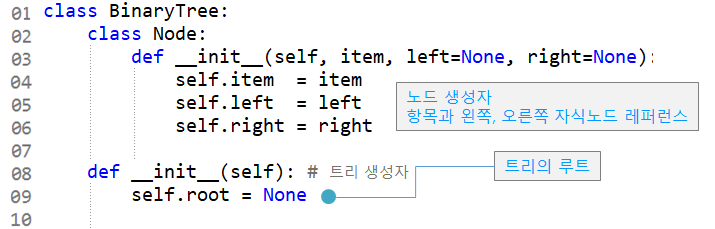 01 class BinaryTree:
02     class Node:
03         def __init__(self, item, left=None, right=None):
04             self.item  = item
05             self.left  = left
06             self.right = right
노드 생성자
항목과 왼쪽, 오른쪽 자식노드 레퍼런스
07
08     def __init__(self): # 트리 생성자
트리의 루트
09         self.root = None
10